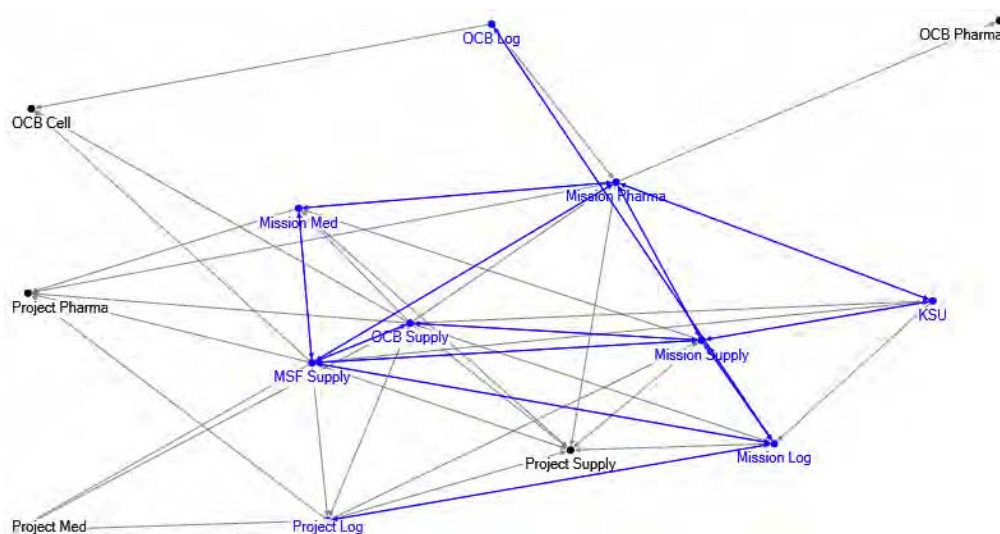 OCB Log
OCB Pharma
OCB Cell
Mission Pharma
Mission Med
Project Pharma
KSU
OCB Supply
Mission Supply
MSF Supply
Mission Log
Project Supply
Project Med
Project Log